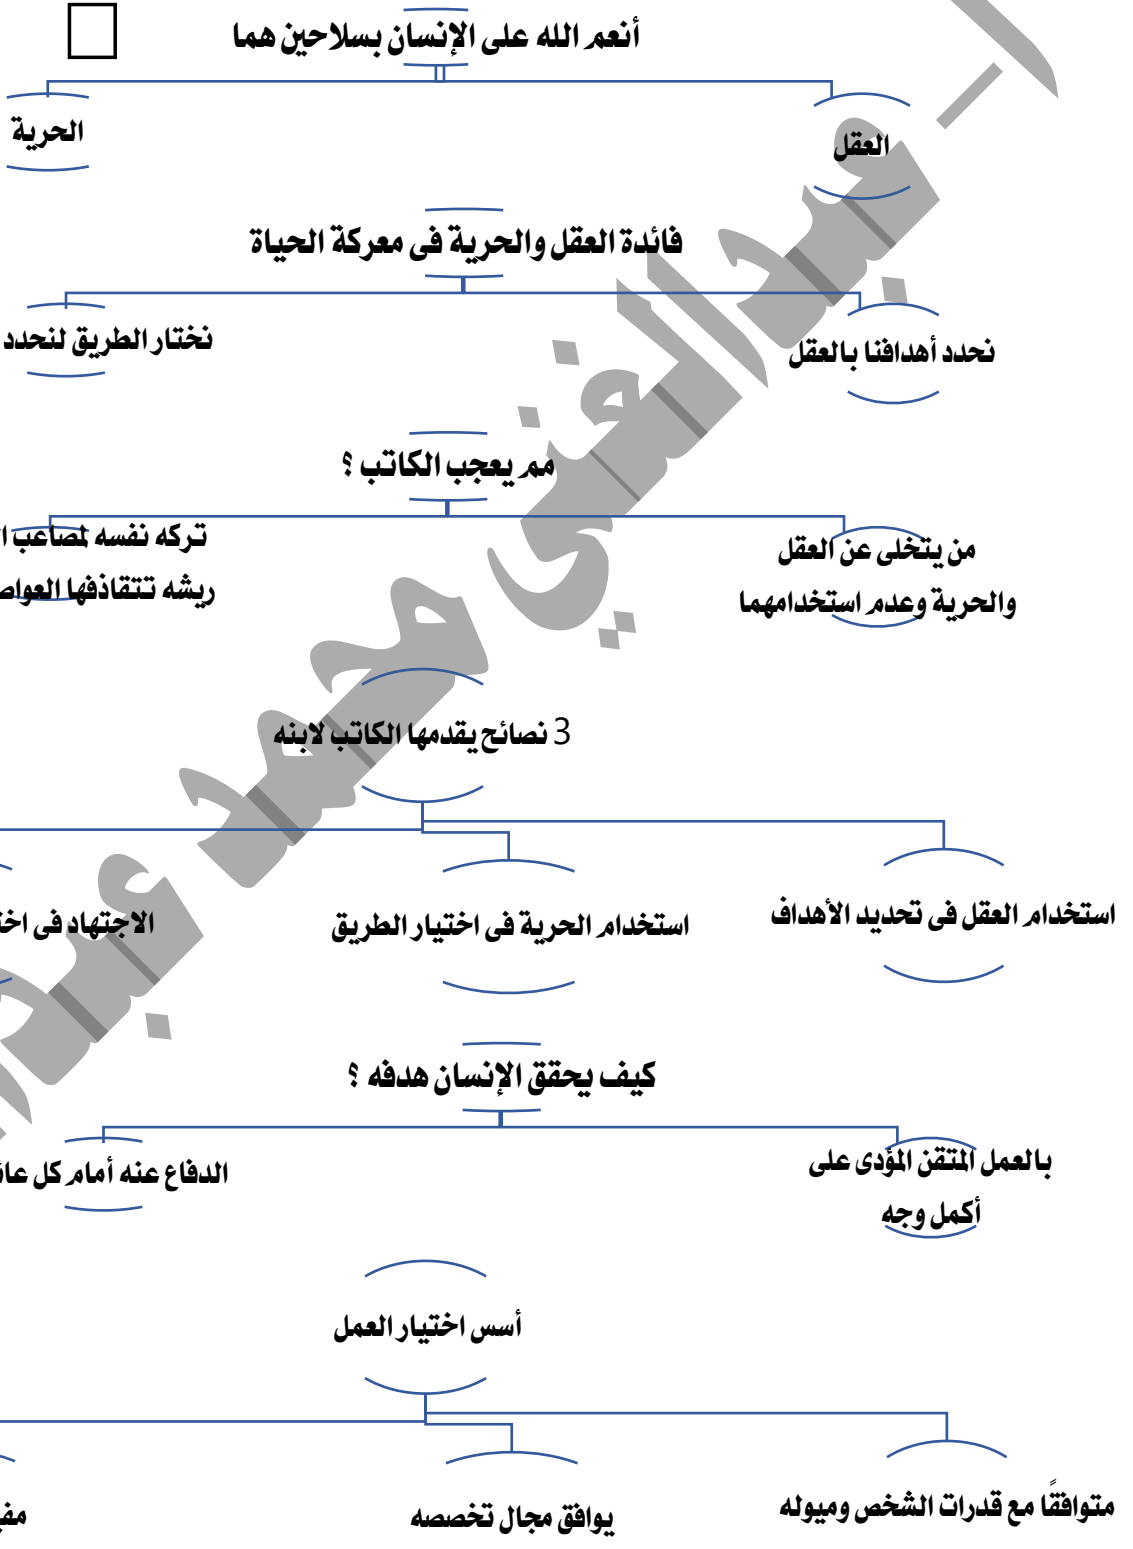 أنعم الله على الإنسان بسلاحين هما
العقل
الحرية
فائدة العقل والحرية فى معركة الحياة
نحدد أهدافنا بالعقل
نختار الطريق لنحدد
مم يعجب الكاتب ؟
من يتخلى عن العقل
والحرية وعدم استخدامهما
تركه نفسه لمصاعب
ريشه تتقاذفها
3 نصائح يقدمها الكاتب لابنه
استخدام العقل فى تحديد الأهداف
استخدام الحرية فى اختيار الطريق
الاجتهاد فى
كيف يحقق الإنسان هدفه ؟
بالعمل المتقن المؤدى على
أكمل وجه
الدفاع عنه أمام كل
أسس اختيار العمل
متوافقًا مع قدرات الشخص وميوله
يوافق مجال تخصصه
عبدالغني محمد